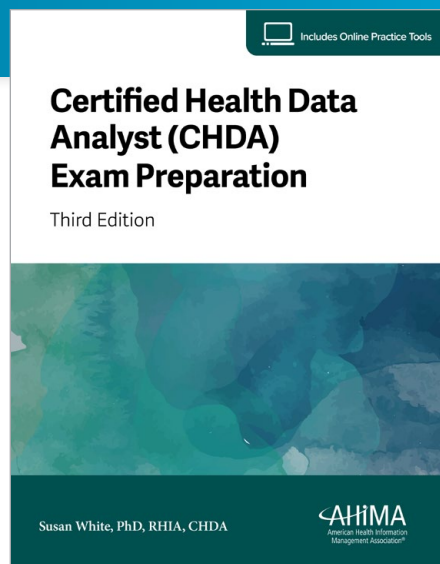 Includes Online Practice Tools
Certified Health Data
Analyst (CHDA)
Exam Preparation
Third Edition
Susan White, PhD, RHIA, CHDA
AHIMA
American Health Information
Management Association®